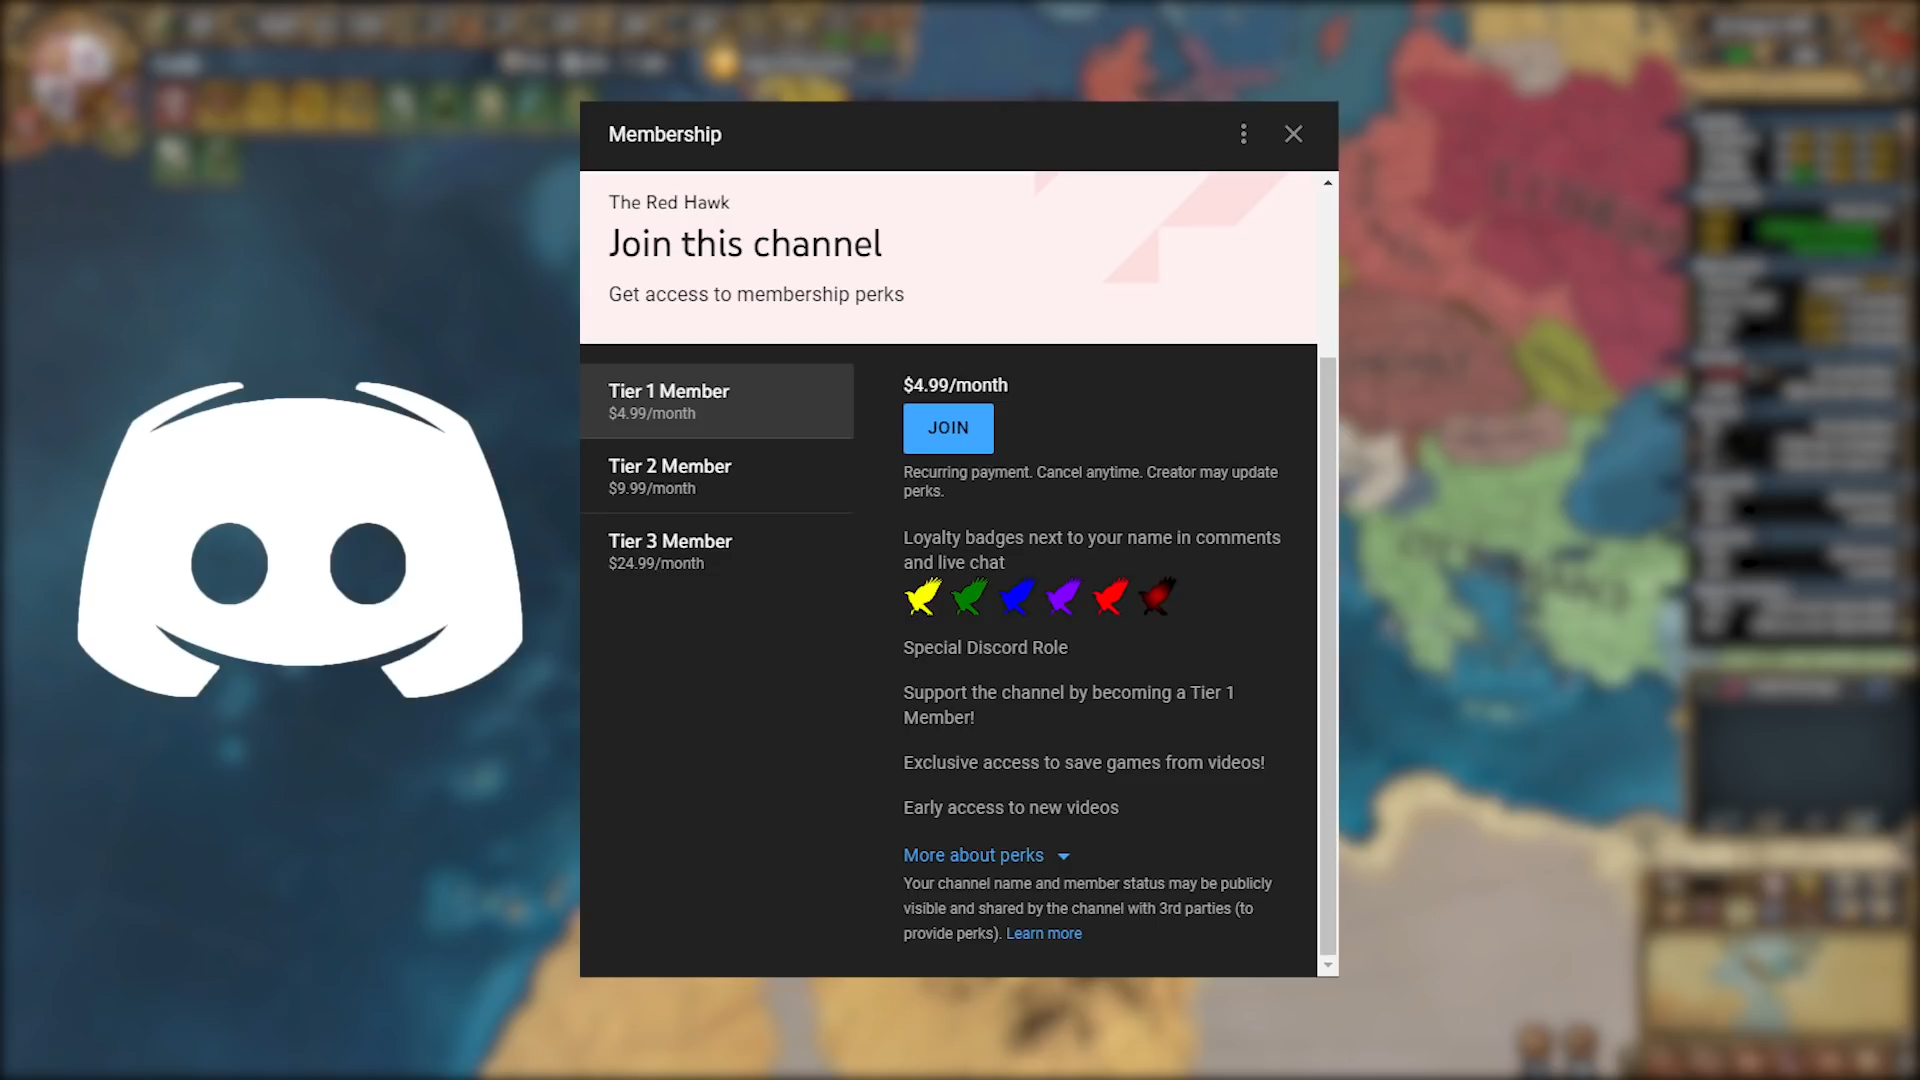 Membership
The Red Hawk
Join this channel
Get access to membership perks
Tier 1 Member
$4.99/month
Tier 2 Member
$9.99/month
Tier 3 Member
$24.99/month
$4.99/month
JOIN
Recurring payment. Cancel anytime. Creator may update
perks.
Loyalty badges next to your name in comments
and live chat
Special Discord Role
Support the channel by becoming a Tier 1
Member!
Exclusive access to save games from videos!
Early access to new videos
More about perks
Your channel name and member status may be publicly
visible and shared by the channel with 3rd parties (to
provide perks). Learn more